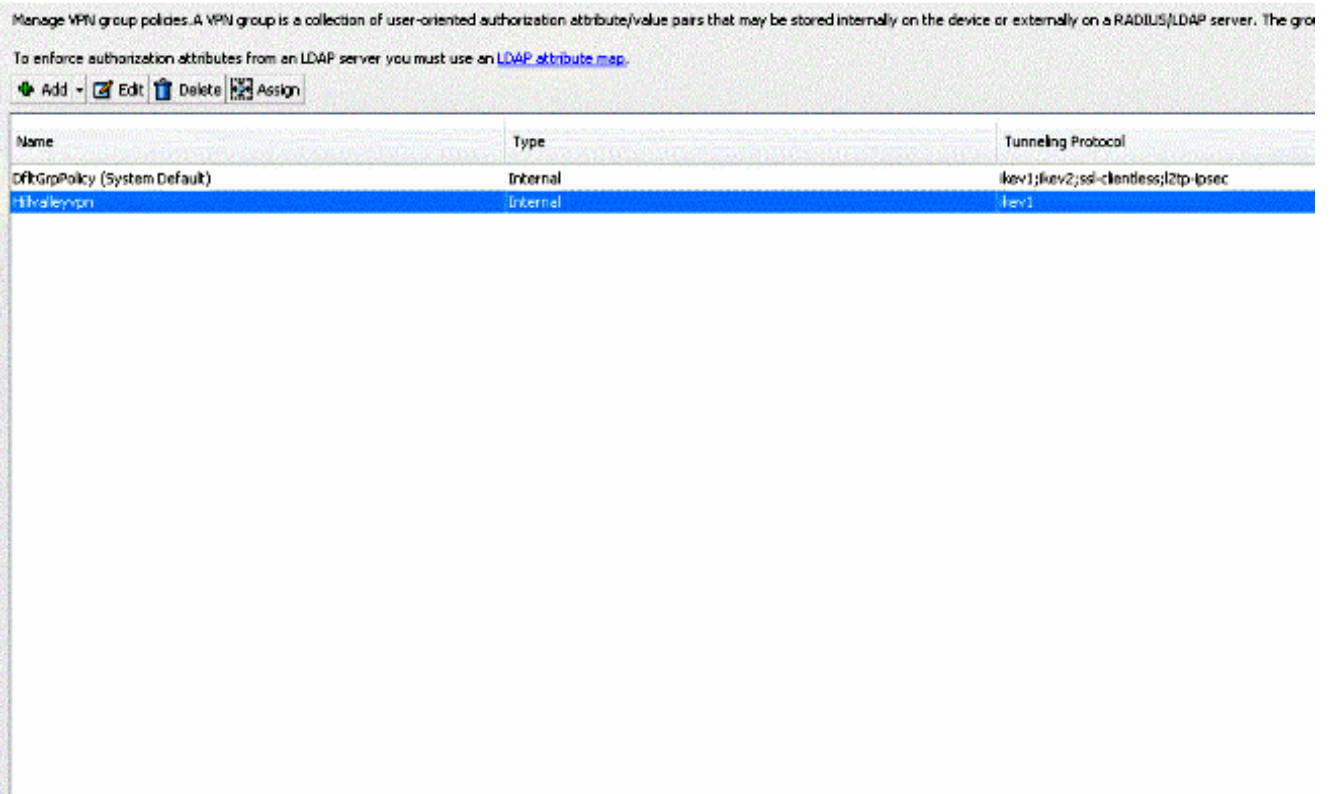 Manage VPN group policies.A VPN group is a collection of user-oriented authorization attribute/value pairs that may be stored internally on the device or externally on a RADIUS/LDAP server. The
To enforce authorization attributes from an LDAP server you must use an LDAP attribute map.
Add Edit Delete Assign
Name Type Tunneling Protocol
DfltGrpPolicy (System Default) Internal ikev1;ikev2;ssl-clientless;l2tp-ipsec
Hillvalleyvpn Internal ikev1